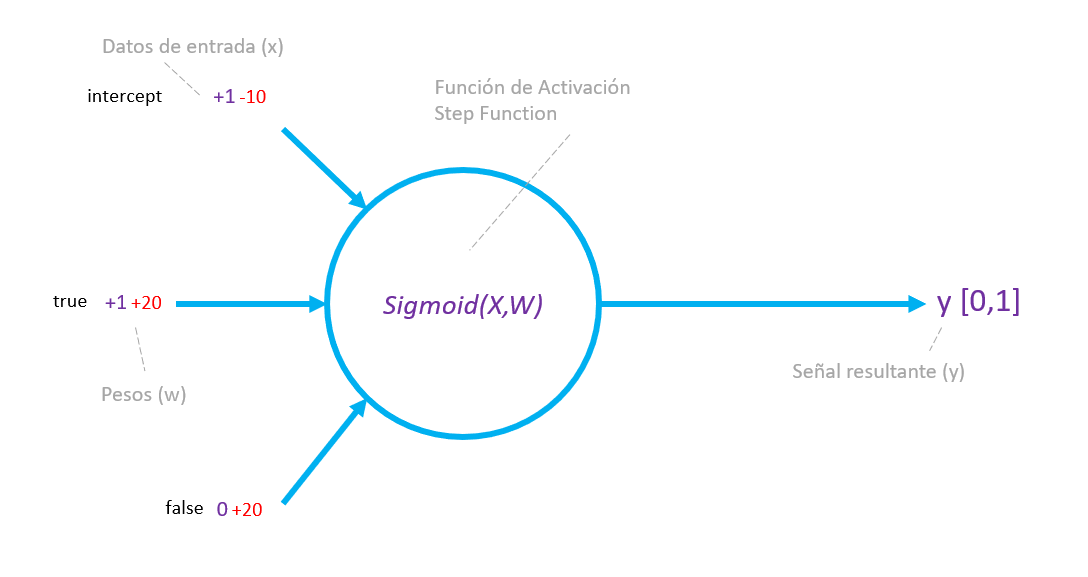 Datos de entrada (x)
intercept +1 -10
Función de Activación
Step Function
true +1 +20
Sigmoid(X,W)
y [0,1]
Señal resultante (y)
Pesos (w)
false 0 +20